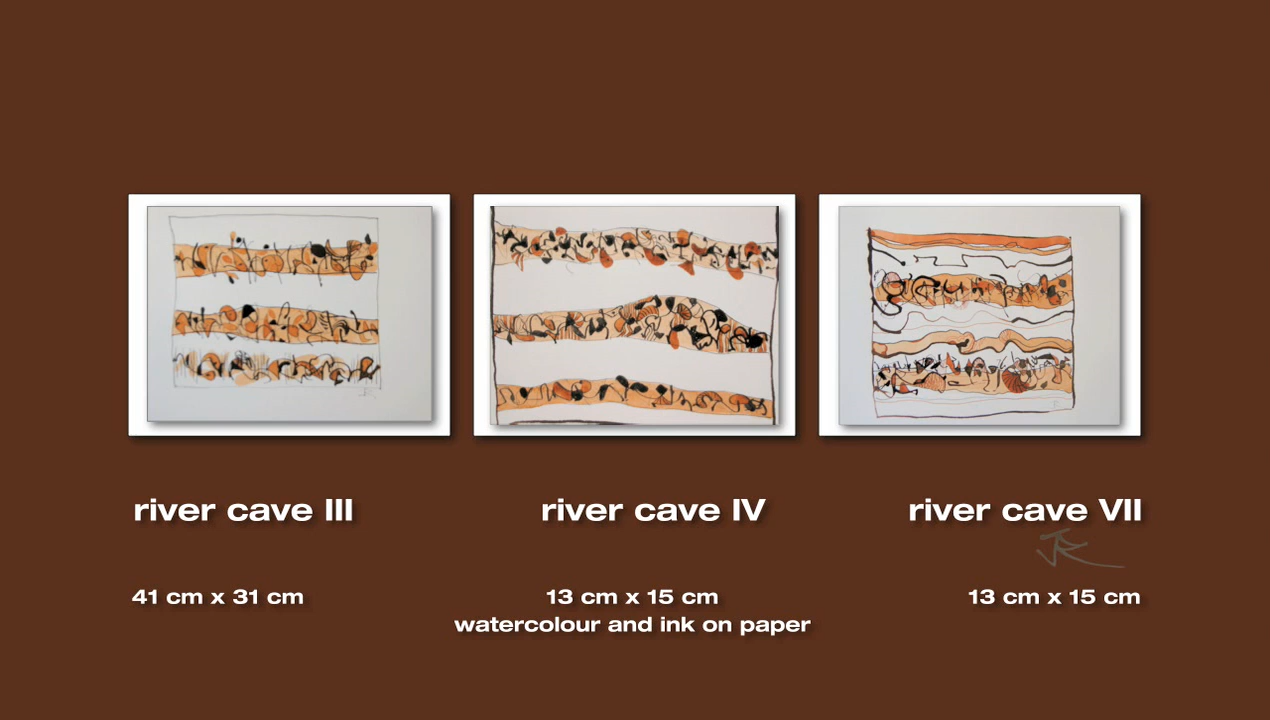 river cave III
river cave IV
river cave VII
41 cm x 31 cm
13 cm x 15 cm
13 cm x 15 cm
watercolour and ink on paper